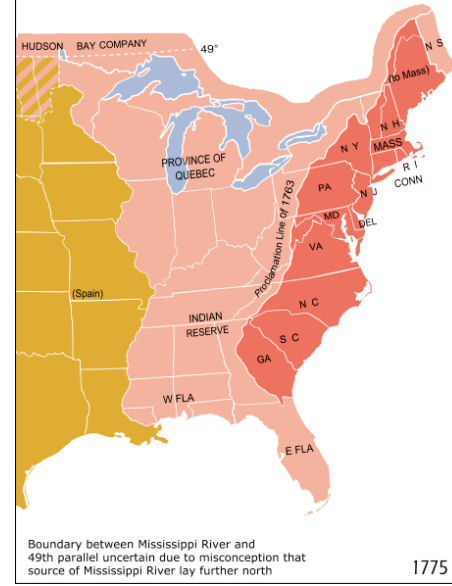 HUDSON BAY COMPANY
49°
N S
(to Mass)
N H
N Y
MASS
R I
CONN
PROVINCE OF
QUEBEC
PA
N J
MD
DEL
Proclamation Line of 1763
VA
(Spain)
N C
INDIAN
RESERVE
S C
GA
W FLA
E FLA
Boundary between Mississippi River and
49th parallel uncertain due to misconception that
source of Mississippi River lay further north
1775